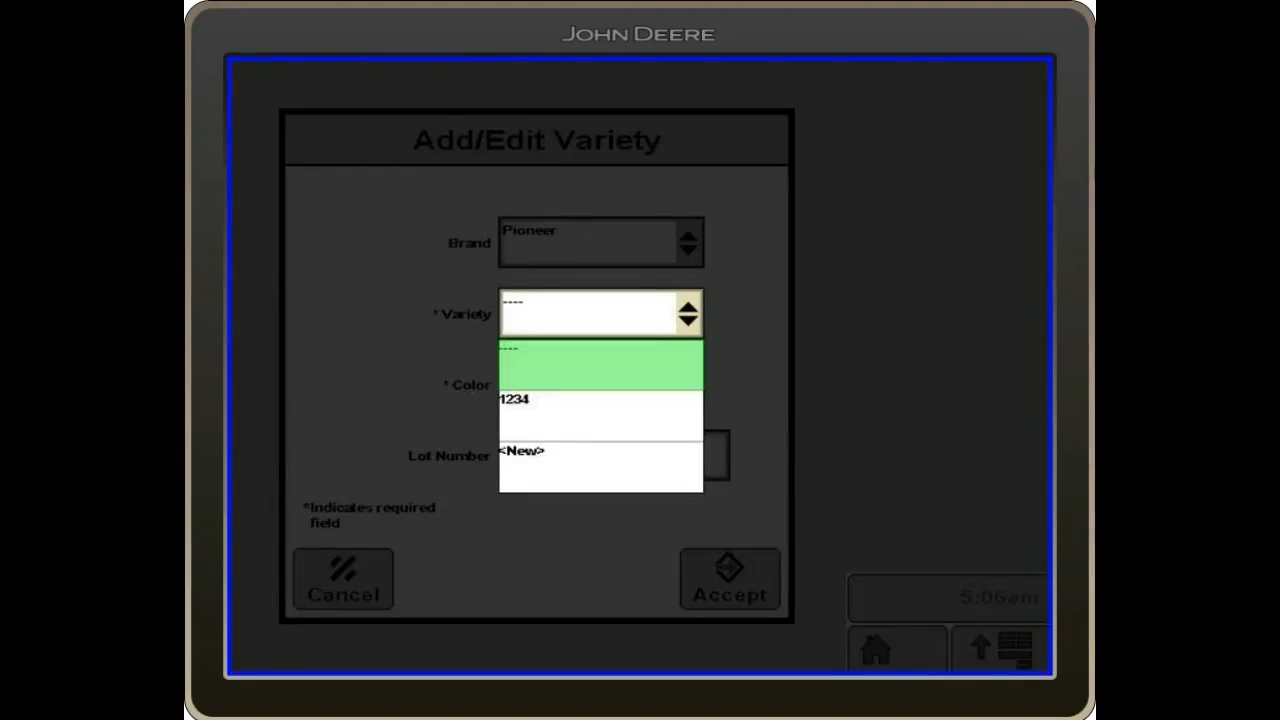 JOHN DEERE
Add/Edit Variety
Brand
Pioneer
* Variety
----
----
* Color
1234
Lot Number
<New>
*Indicates required
field
Cancel
Accept
5:06am